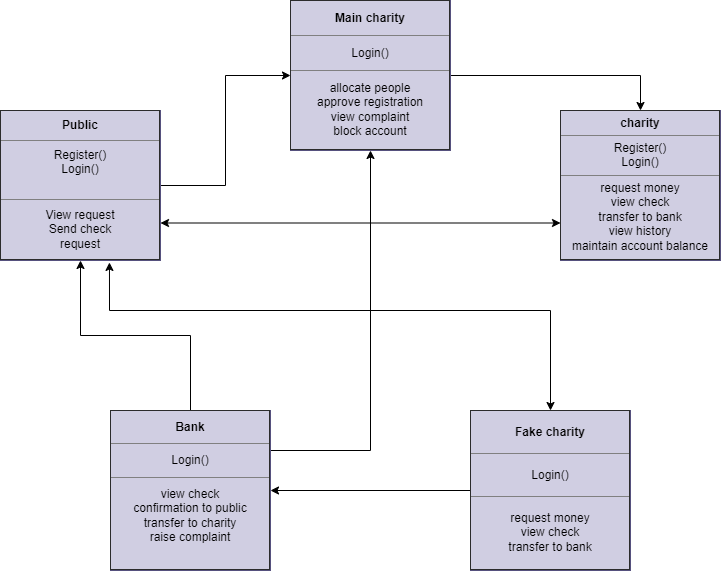 Main charity
Login()
allocate people
approve registration
view complaint
block account
Public
Register()
Login()
View request
Send check
request
charity
Register()
Login()
request money
view check
transfer to bank
view history
maintain account balance
Bank
Login()
view check
confirmation to public
transfer to charity
raise complaint
Fake charity
Login()
request money
view check
transfer to bank